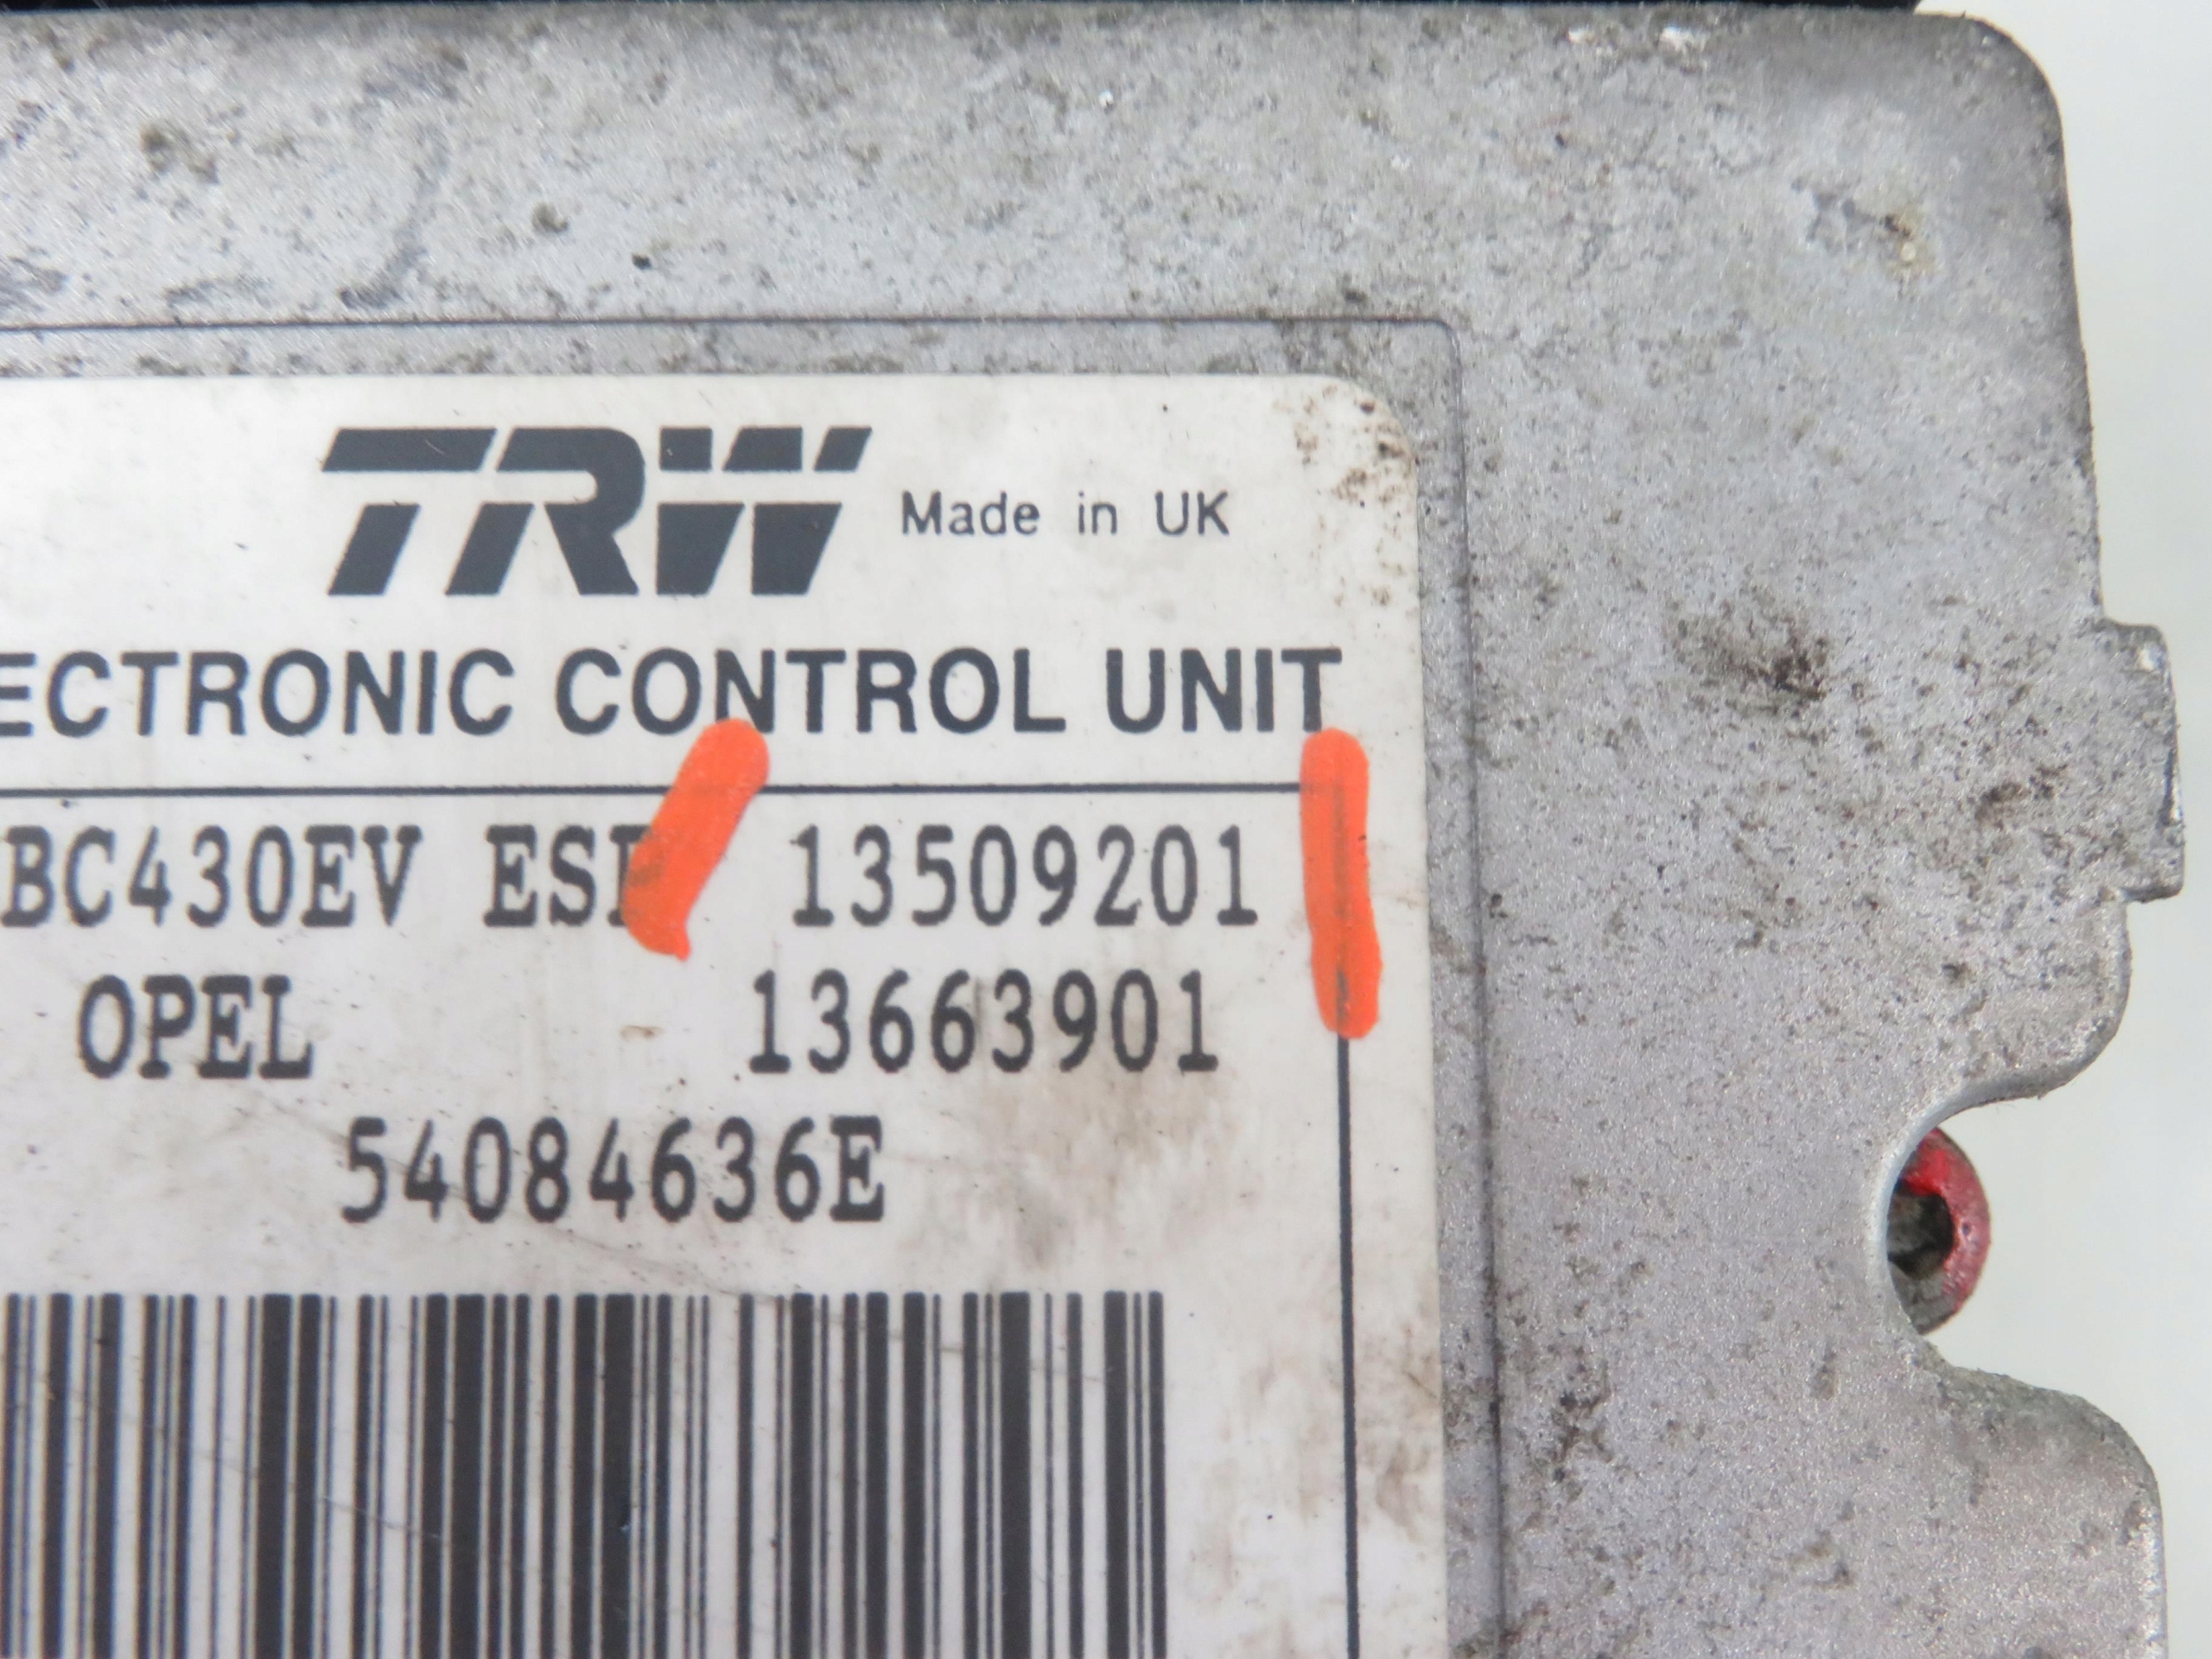 TRW Made in UK
ECTRONIC CONTROL UNIT
BC430EV ESP 13509201
OPEL 13663901
54084636E